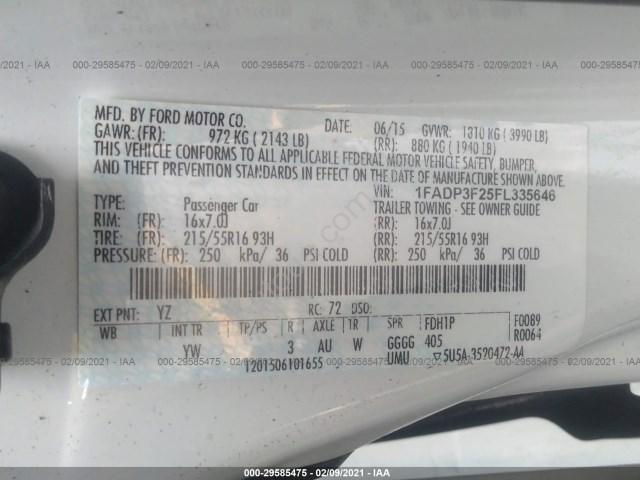 000-29585475 - 02/09/2021 - IAA
MFD. BY FORD MOTOR CO. DATE: 06/15 GVWR: 1810 KG ( 3990 LB)
GAWR: (FR): 972 KG ( 2143 LB) (RR): 880 KG ( 1940 LB)
THIS VEHICLE CONFORMS TO ALL APPLICABLE FEDERAL MOTOR VEHICLE SAFETY, BUMPER,
AND THEFT PREVENTION STANDARDS IN EFFECT ON THE DATE OF MANUFACTURE SHOWN ABOVE.
VIN: 1FADP3F25FL335646
TYPE: Passenger Car TRAILER TOWING - SEE OWNER GUIDE
RIM: (FR) 16x7.0J (RR): 16x7.0J
TIRE: (FR) 215/55R16 93H (RR): 215/55R16 93H
PRESSURE: (FR) 250 kPa/ 36 PSI COLD (RR): 250 kPa/ 36 PSI COLD
EXT PNT: YZ RC: 72 DSO:
WB INT TR TP/PS R AXLE TR SPR FDH1P F0089
YW 3 AU W GGGG 405 R0064
1201506101655 UMU 5U5A-3520472-AA
000-29585475 - 02/09/2021 - IAA